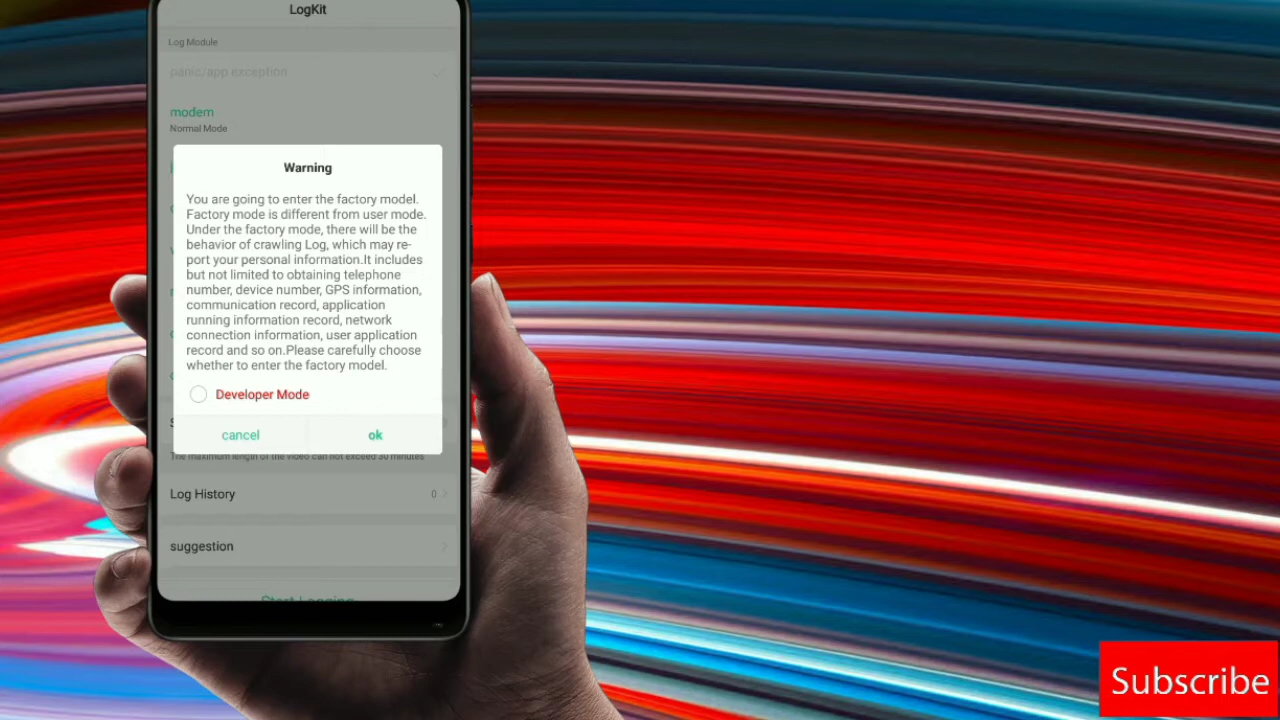 LogKit
Log Module
panic/app exception
modem
Normal Mode
Warning
You are going to enter the factory model.
Factory mode is different from user mode.
Under the factory mode, there will be the
behavior of crawling Log, which may re-
port your personal information.It includes
but not limited to obtaining telephone
number, device number, GPS information,
communication record, application
running information record, network
connection information, user application
record and so on.Please carefully choose
whether to enter the factory model.
Developer Mode
cancel ok
The maximum length of the video can not exceed 30 minutes
Log History 0
suggestion
Start Logging
Subscribe